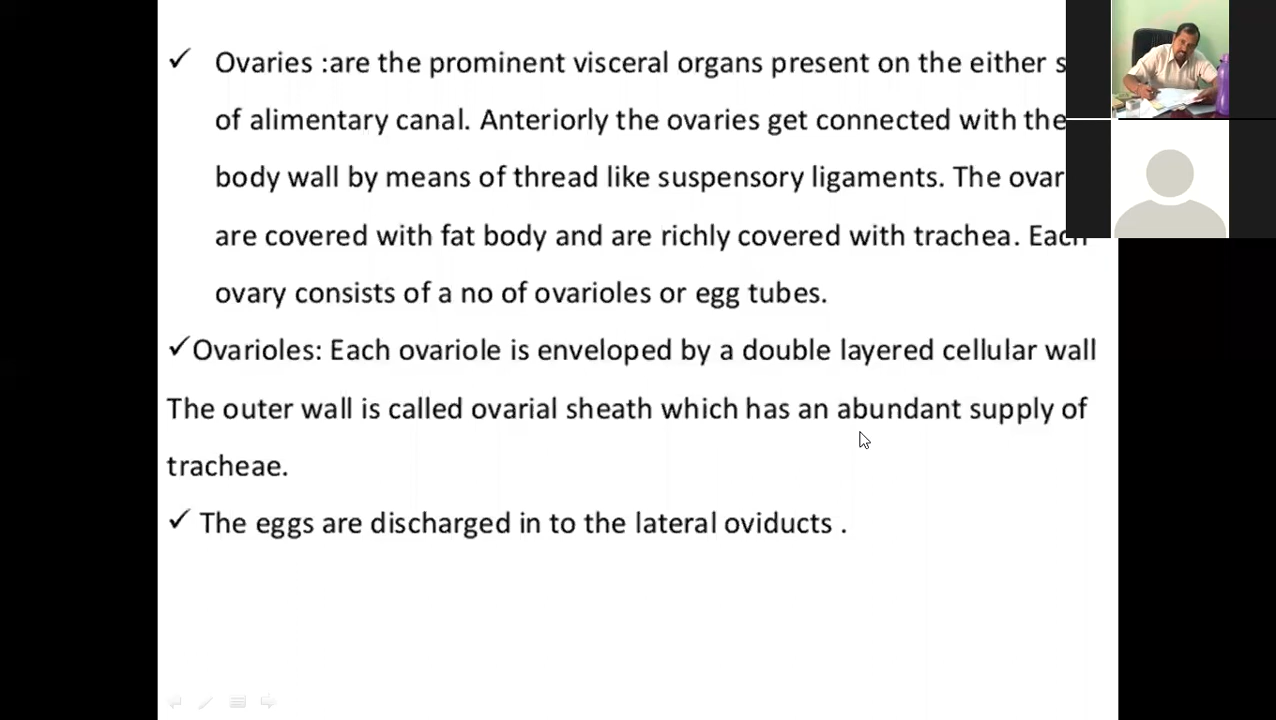 ✓ Ovaries :are the prominent visceral organs present on the either
of alimentary canal. Anteriorly the ovaries get connected with the
body wall by means of thread like suspensory ligaments. The
are covered with fat body and are richly covered with trachea. Each
ovary consists of a no of ovarioles or egg tubes.
✓Ovarioles: Each ovariole is enveloped by a double layered cellular wall
The outer wall is called ovarial sheath which has an abundant supply of
tracheae.
✓ The eggs are discharged in to the lateral oviducts .